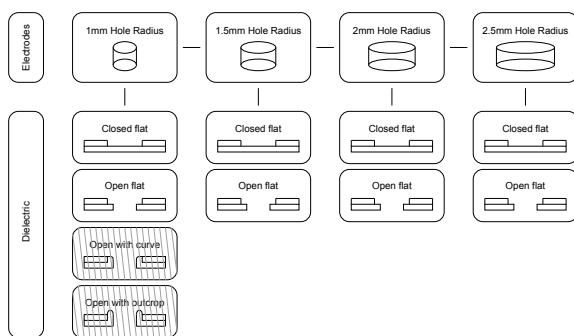 Electrodes
1mm Hole Radius
1.5mm Hole Radius
2mm Hole Radius
2.5mm Hole Radius
Dielectric
Closed flat
Closed flat
Closed flat
Closed flat
Open flat
Open flat
Open flat
Open flat
Open with curve
Open with outcrop